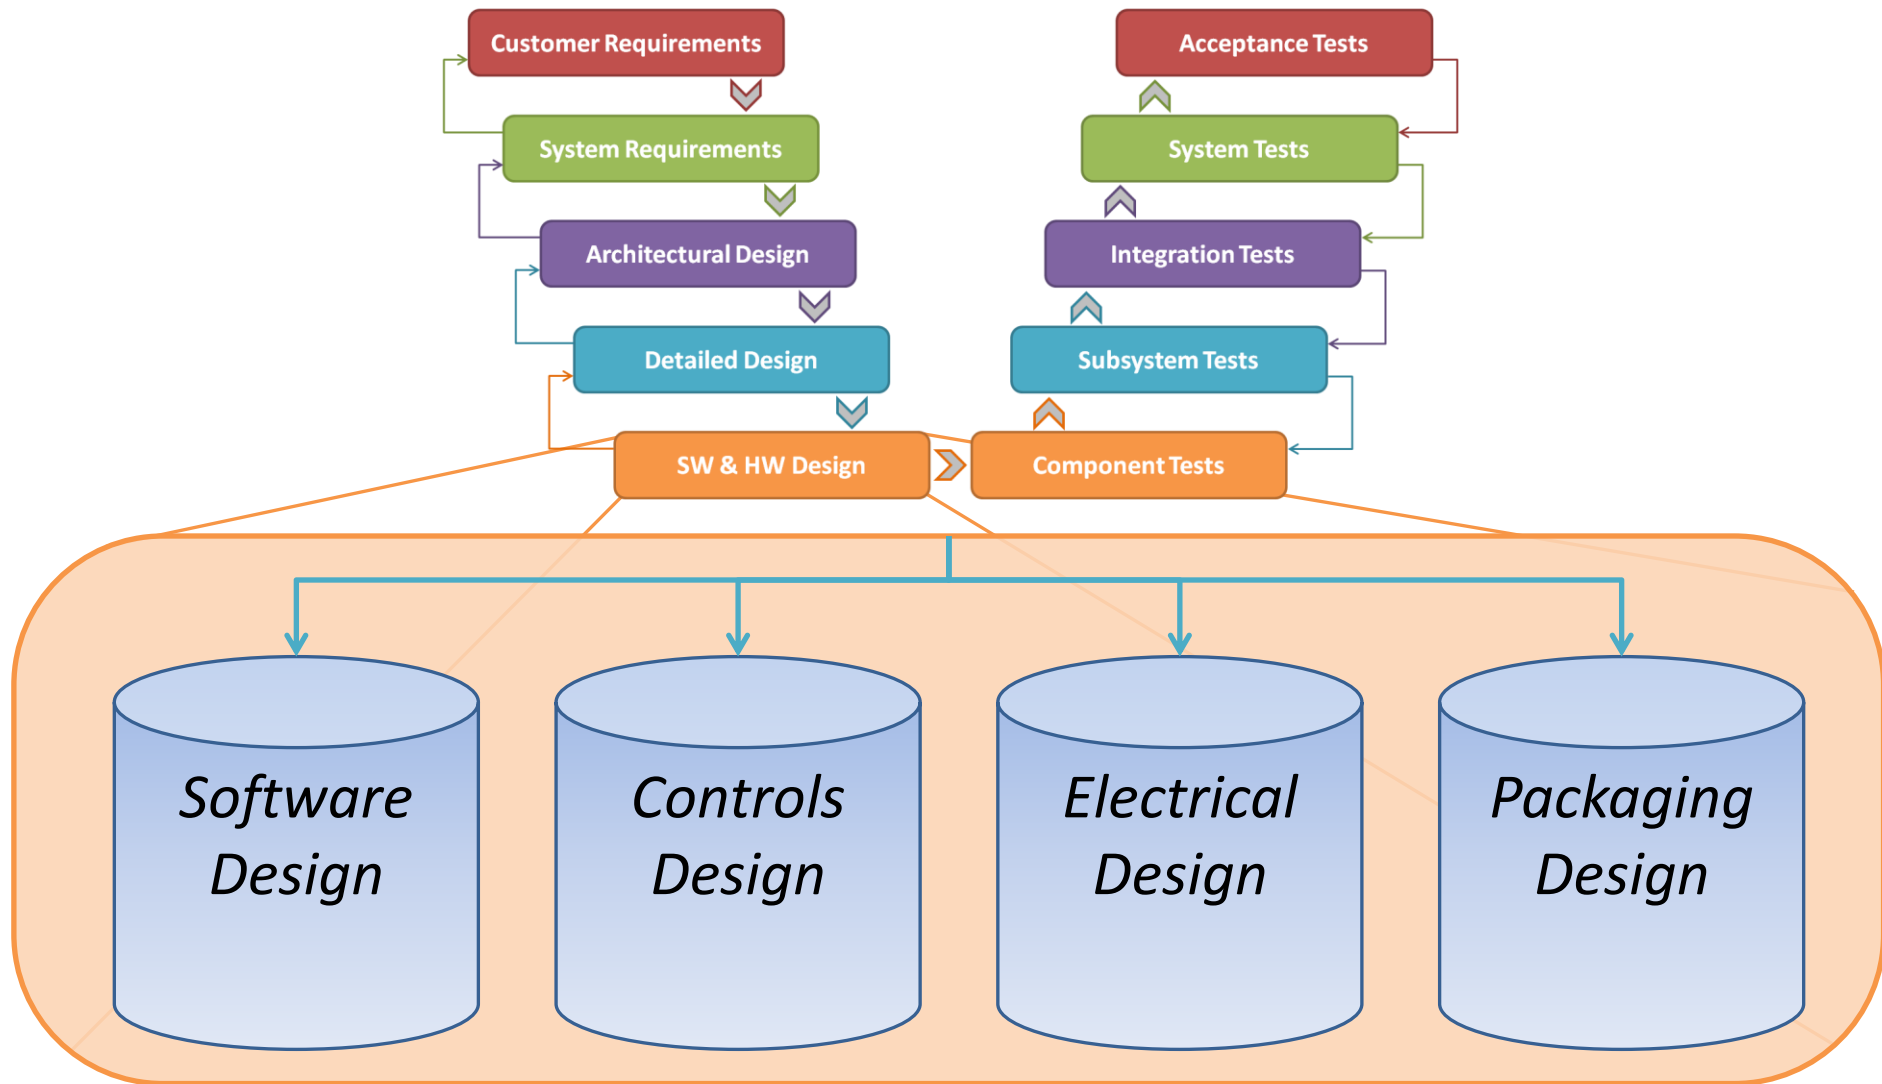 Customer Requirements
Acceptance Tests
System Requirements
System Tests
Architectural Design
Integration Tests
Detailed Design
Subsystem Tests
SW & HW Design
Component Tests
Software
Design
Controls
Design
Electrical
Design
Packaging
Design